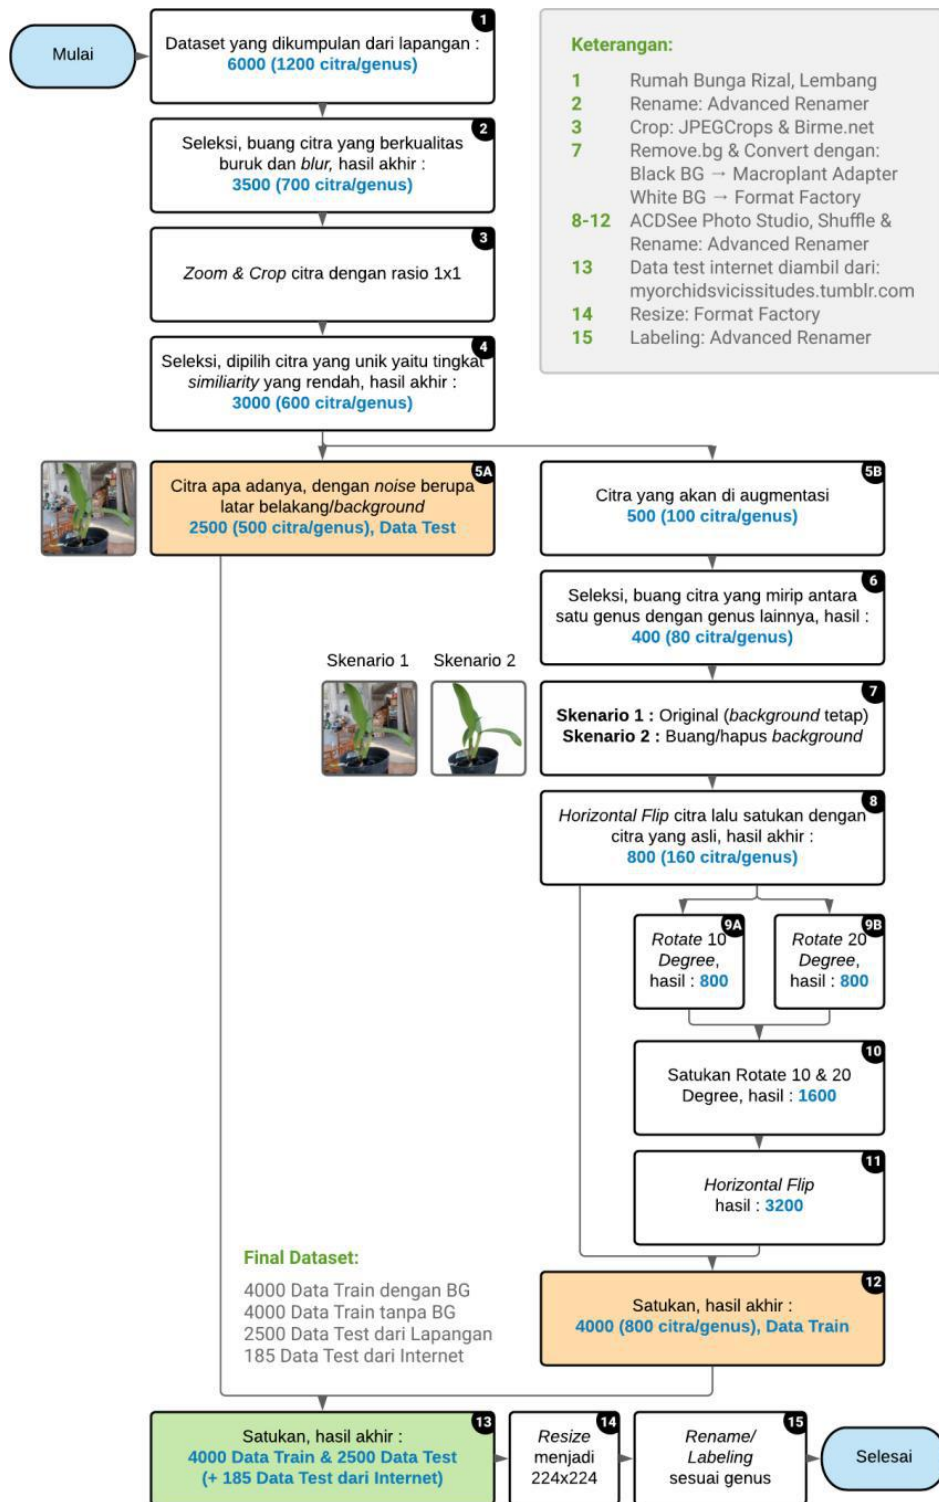 Mulai
1
Dataset yang dikumpulan dari lapangan :
6000 (1200 citra/genus)
2
Seleksi, buang citra yang berkualitas
buruk dan blur, hasil akhir :
3500 (700 citra/genus)
3
Zoom & Crop citra dengan rasio 1x1
4
Seleksi, dipilih citra yang unik yaitu tingkat
similiarity yang rendah, hasil akhir :
3000 (600 citra/genus)
Keterangan:
1 Rumah Bunga Rizal, Lembang
2 Rename: Advanced Renamer
3 Crop: JPEGCrops & Birme.net
7 Remove.bg & Convert dengan:
Black BG → Macroplant Adapter
White BG → Format Factory
8-12 ACDSee Photo Studio, Shuffle &
Rename: Advanced Renamer
13 Data test internet diambil dari:
myorchidsvicissitudes.tumblr.com
14 Resize: Format Factory
15 Labeling: Advanced Renamer
5A
Citra apa adanya, dengan noise berupa
latar belakang/background
2500 (500 citra/genus), Data Test
5B
Citra yang akan di augmentasi
500 (100 citra/genus)
6
Seleksi, buang citra yang mirip antara
satu genus dengan genus lainnya, hasil :
400 (80 citra/genus)
Skenario 1 Skenario 2
7
Skenario 1 : Original (background tetap)
Skenario 2 : Buang/hapus background
8
Horizontal Flip citra lalu satukan dengan
citra yang asli, hasil akhir :
800 (160 citra/genus)
9A
Rotate 10
Degree,
hasil : 800
9B
Rotate 20
Degree,
hasil : 800
10
Satukan Rotate 10 & 20
Degree, hasil : 1600
11
Horizontal Flip
hasil : 3200
Final Dataset:
4000 Data Train dengan BG
4000 Data Train tanpa BG
2500 Data Test dari Lapangan
185 Data Test dari Internet
12
Satukan, hasil akhir :
4000 (800 citra/genus), Data Train
13
Satukan, hasil akhir :
4000 Data Train & 2500 Data Test
(+ 185 Data Test dari Internet)
14
Resize
menjadi
224x224
15
Rename/
Labeling
sesuai genus
Selesai